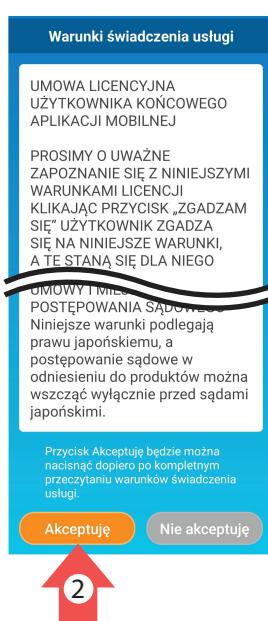 Warunki świadczenia usługi
UMOWA LICENCYJNA
UŻYTKOWNIKA KOŃCOWEGO
APLIKACJI MOBILNEJ
PROSIMY O UWAŻNE
ZAPOZNANIE SIĘ Z NINIEJSZYMI
WARUNKAMI LICENCJI
KLIKAJĄC PRZYCISK „ZGADZAM
SIĘ” UŻYTKOWNIK ZGADZA
SIĘ NA NINIEJSZE WARUNKI,
A TE STANĄ SIĘ DLA NIEGO
UMOWY I
POSTĘPOWANIA SĄDOWEGO
Niniejsze warunki podlegają
prawu japońskiemu, a
postępowanie sądowe w
odniesieniu do produktów można
wszcząć wyłącznie przed sądami
japońskimi.
Przycisk Akceptuję będzie można
nacisnąć dopiero po kompletnym
przeczytaniu warunków świadczenia
usługi.
Akceptuję
Nie akceptuję
2